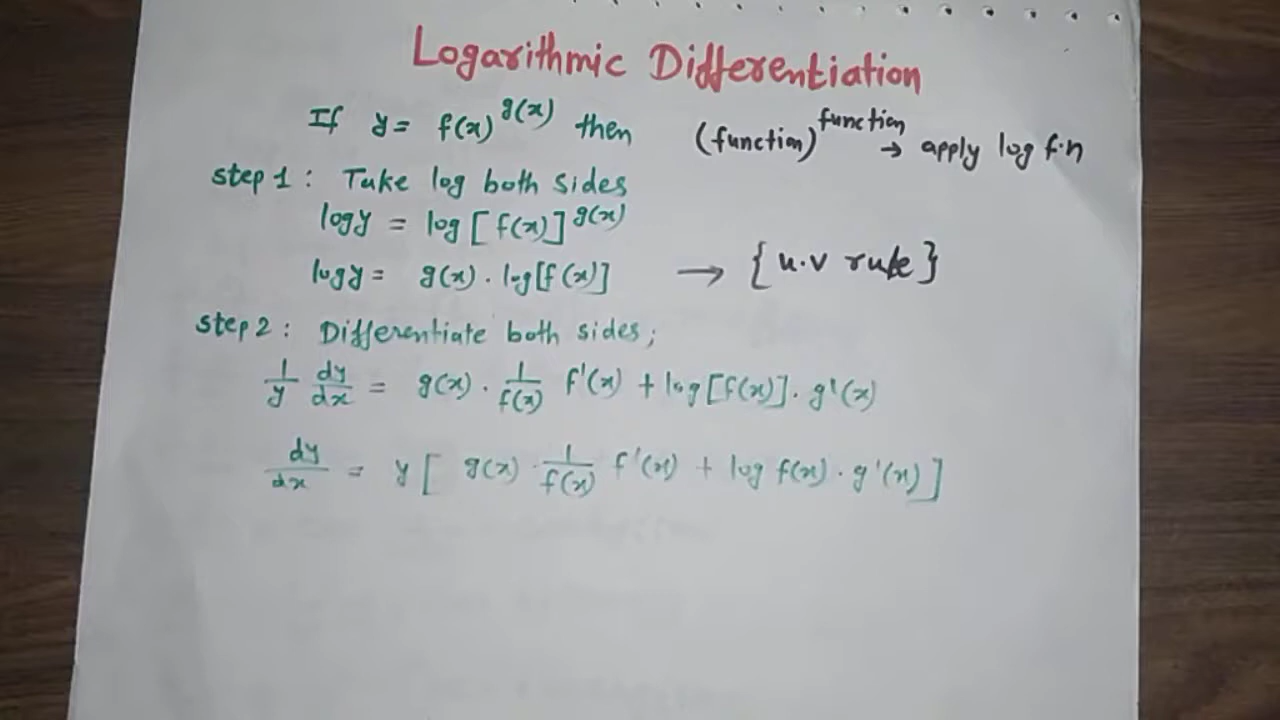 Logarithmic Differentiation
If y = f(x)^g(x) then (function)^function → apply log f.n
step 1 : Take log both sides
log y = log [f(x)]^g(x)
log y = g(x) . log[f(x)] → {u.v rule}
step 2 : Differentiate both sides;
1/y dy/dx = g(x) . 1/f(x) f'(x) + log[f(x)] . g'(x)
dy/dx = y [ g(x) . 1/f(x) f'(x) + log f(x) . g'(x) ]